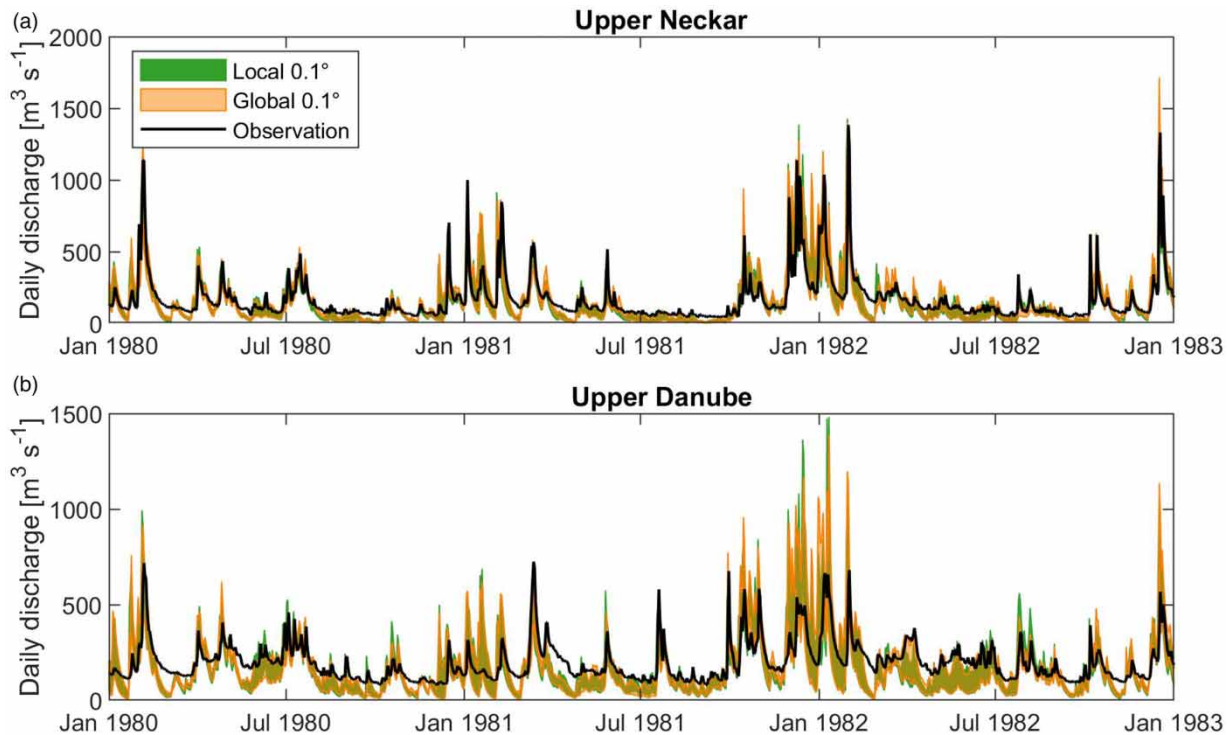 (a)
Upper Neckar
Daily discharge [m³ s⁻¹]
2000
1500
1000
500
0
Local 0.1°
Global 0.1°
Observation
Jan 1980 Jul 1980 Jan 1981 Jul 1981 Jan 1982 Jul 1982 Jan 1983
(b)
Upper Danube
Daily discharge [m³ s⁻¹]
1500
1000
500
0
Jan 1980 Jul 1980 Jan 1981 Jul 1981 Jan 1982 Jul 1982 Jan 1983